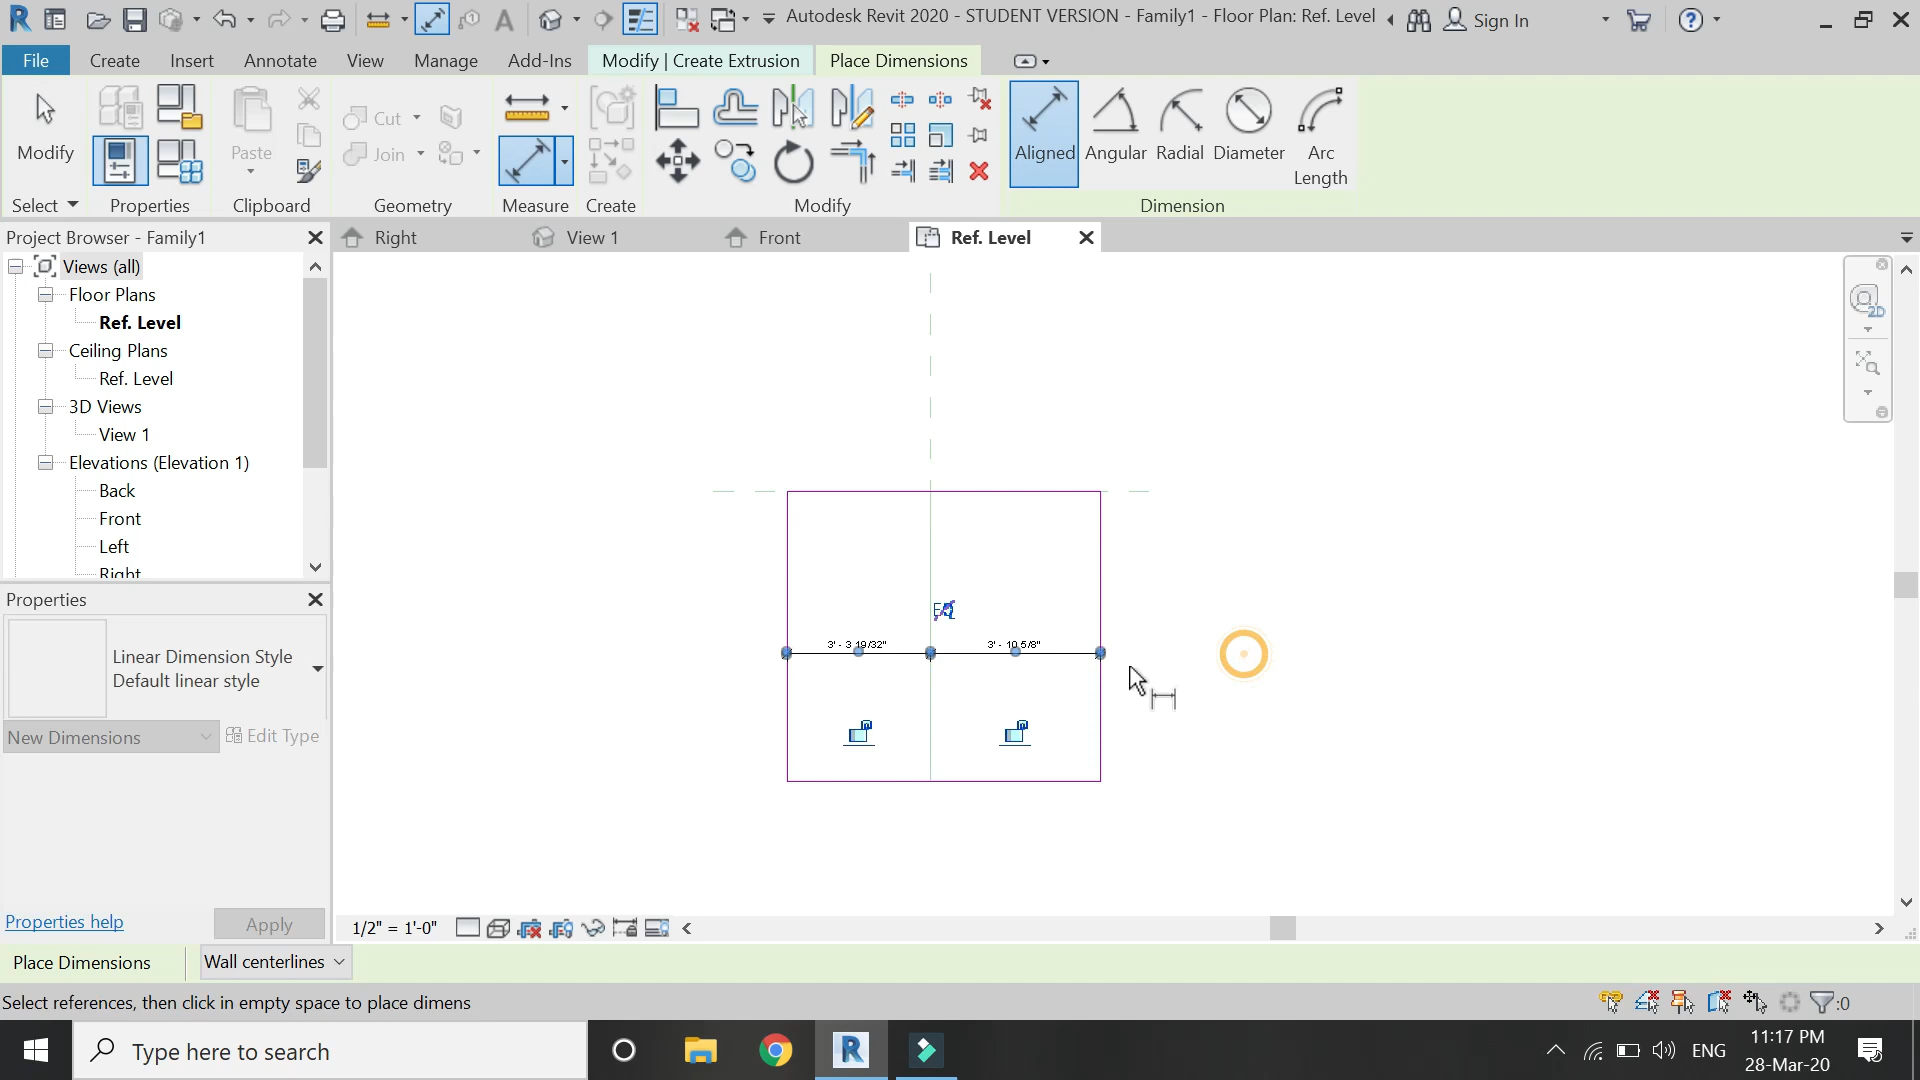 Autodesk Revit 2020 - STUDENT VERSION - Family1 - Floor Plan: Ref. Level
Sign In
File Create Insert Annotate View Manage Add-Ins Modify | Create Extrusion Place Dimensions
Modify
Paste
Cut
Join
Aligned Angular Radial Diameter Arc Length
Select Properties Clipboard Geometry Measure Create Modify Dimension
Project Browser - Family1
Right View 1 Front Ref. Level
Views (all)
Floor Plans
Ref. Level
Ceiling Plans
Ref. Level
3D Views
View 1
Elevations (Elevation 1)
Back
Front
Left
Right
2D
EQ
3' - 3 19/32" 3' - 10 5/8"
Properties
Linear Dimension Style
Default linear style
New Dimensions Edit Type
Properties help Apply
1/2" = 1'-0"
Place Dimensions Wall centerlines
Select references, then click in empty space to place dimens
:0
Type here to search
ENG
11:17 PM
28-Mar-20